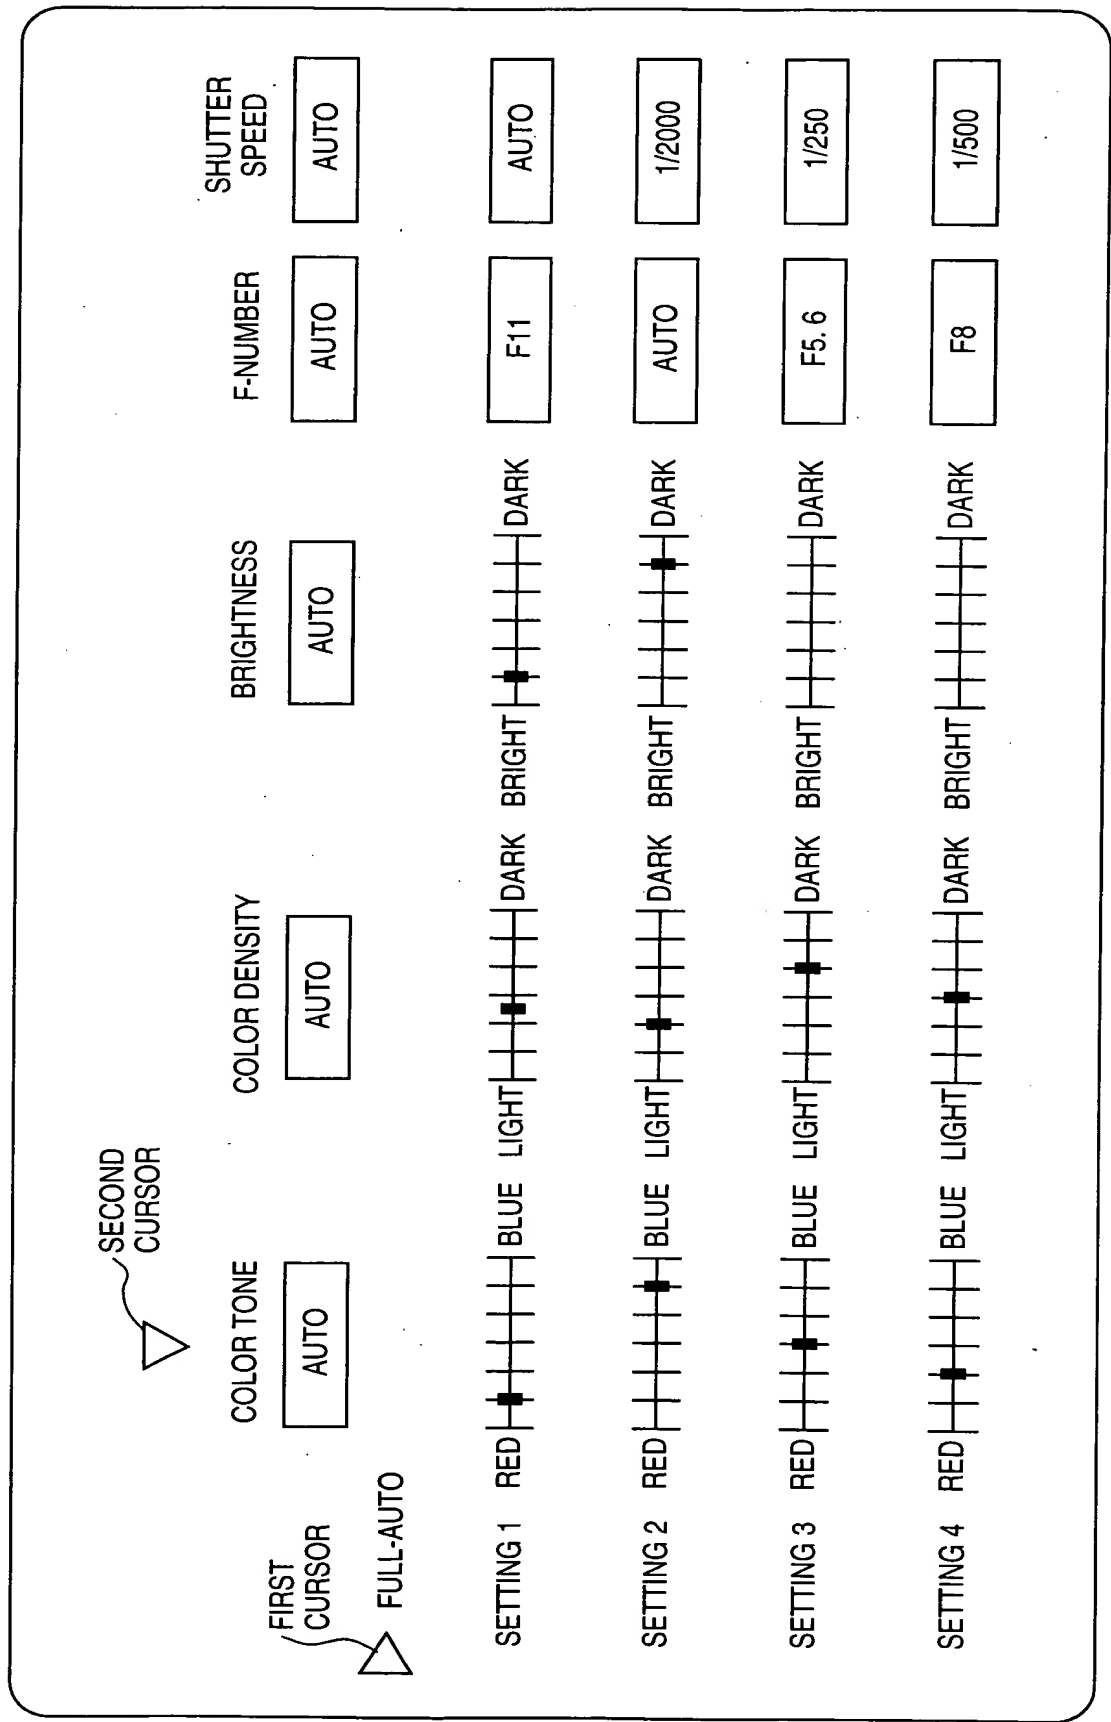 SECOND
CURSOR
COLOR TONE COLOR DENSITY BRIGHTNESS F-NUMBER SHUTTER
SPEED
FIRST
CURSOR
FULL-AUTO AUTO AUTO AUTO AUTO AUTO
SETTING 1 RED BLUE LIGHT DARK BRIGHT DARK F11 AUTO
SETTING 2 RED BLUE LIGHT DARK BRIGHT DARK AUTO 1/2000
SETTING 3 RED BLUE LIGHT DARK BRIGHT DARK F5. 6 1/250
SETTING 4 RED BLUE LIGHT DARK BRIGHT DARK F8 1/500